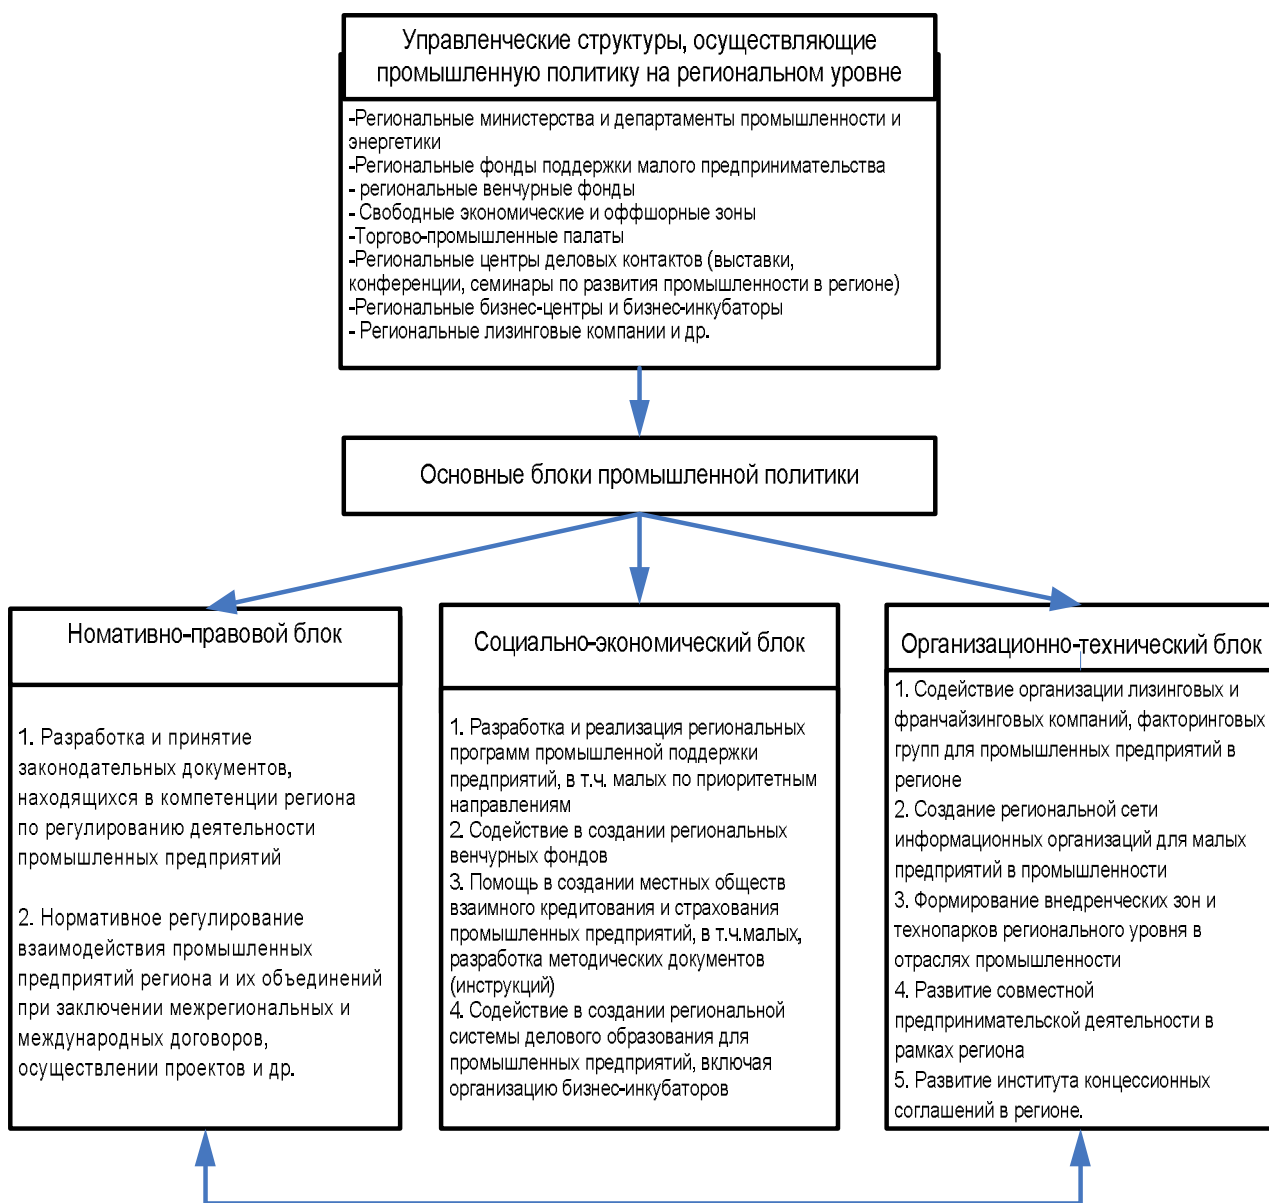 Управленческие структуры, осуществляющие
промышленную политику на региональном уровне
-Региональные министерства и департаменты промышленности и
энергетики
-Региональные фонды поддержки малого предпринимательства
- региональные венчурные фонды
- Свободные экономические и оффшорные зоны
-Торгово-промышленные палаты
-Региональные центры деловых контактов (выставки,
конференции, семинары по развития промышленности в регионе)
-Региональные бизнес-центры и бизнес-инкубаторы
- Региональные лизинговые компании и др.
Основные блоки промышленной политики
Номативно-правовой блок
1. Разработка и принятие
законодательных документов,
находящихся в компетенции региона
по регулированию деятельности
промышленных предприятий
2. Нормативное регулирование
взаимодействия промышленных
предприятий региона и их объединений
при заключении межрегиональных и
международных договоров,
осуществлении проектов и др.
Социально-экономический блок
1. Разработка и реализация региональных
программ промышленной поддержки
предприятий, в т.ч. малых по приоритетным
направлениям
2. Содействие в создании региональных
венчурных фондов
3. Помощь в создании местных обществ
взаимного кредитования и страхования
промышленных предприятий, в т.ч.малых,
разработка методических документов
(инструкций)
4. Содействие в создании региональной
системы делового образования для
промышленных предприятий, включая
организацию бизнес-инкубаторов
Организационно-технический блок
1. Содействие организации лизинговых и
франчайзинговых компаний, факторинговых
групп для промышленных предприятий в
регионе
2. Создание региональной сети
информационных организаций для малых
предприятий в промышленности
3. Формирование внедренческих зон и
технопарков регионального уровня в
отраслях промышленности
4. Развитие совместной
предпринимательской деятельности в
рамках региона
5. Развитие института концессионных
соглашений в регионе.